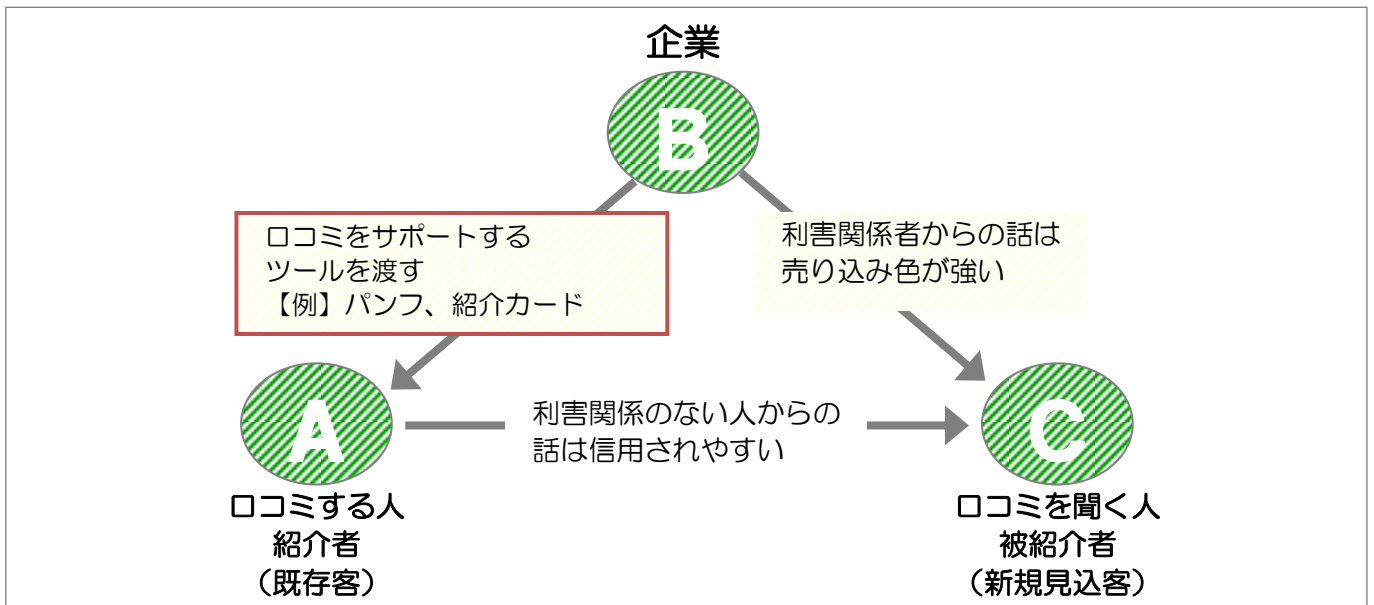 企業
B
口コミをサポートする
ツールを渡す
【例】パンフ、紹介カード
利害関係者からの話は
売り込み色が強い
A
利害関係のない人からの
話は信用されやすい
C
口コミする人
紹介者
（既存客）
口コミを聞く人
被紹介者
（新規見込客）